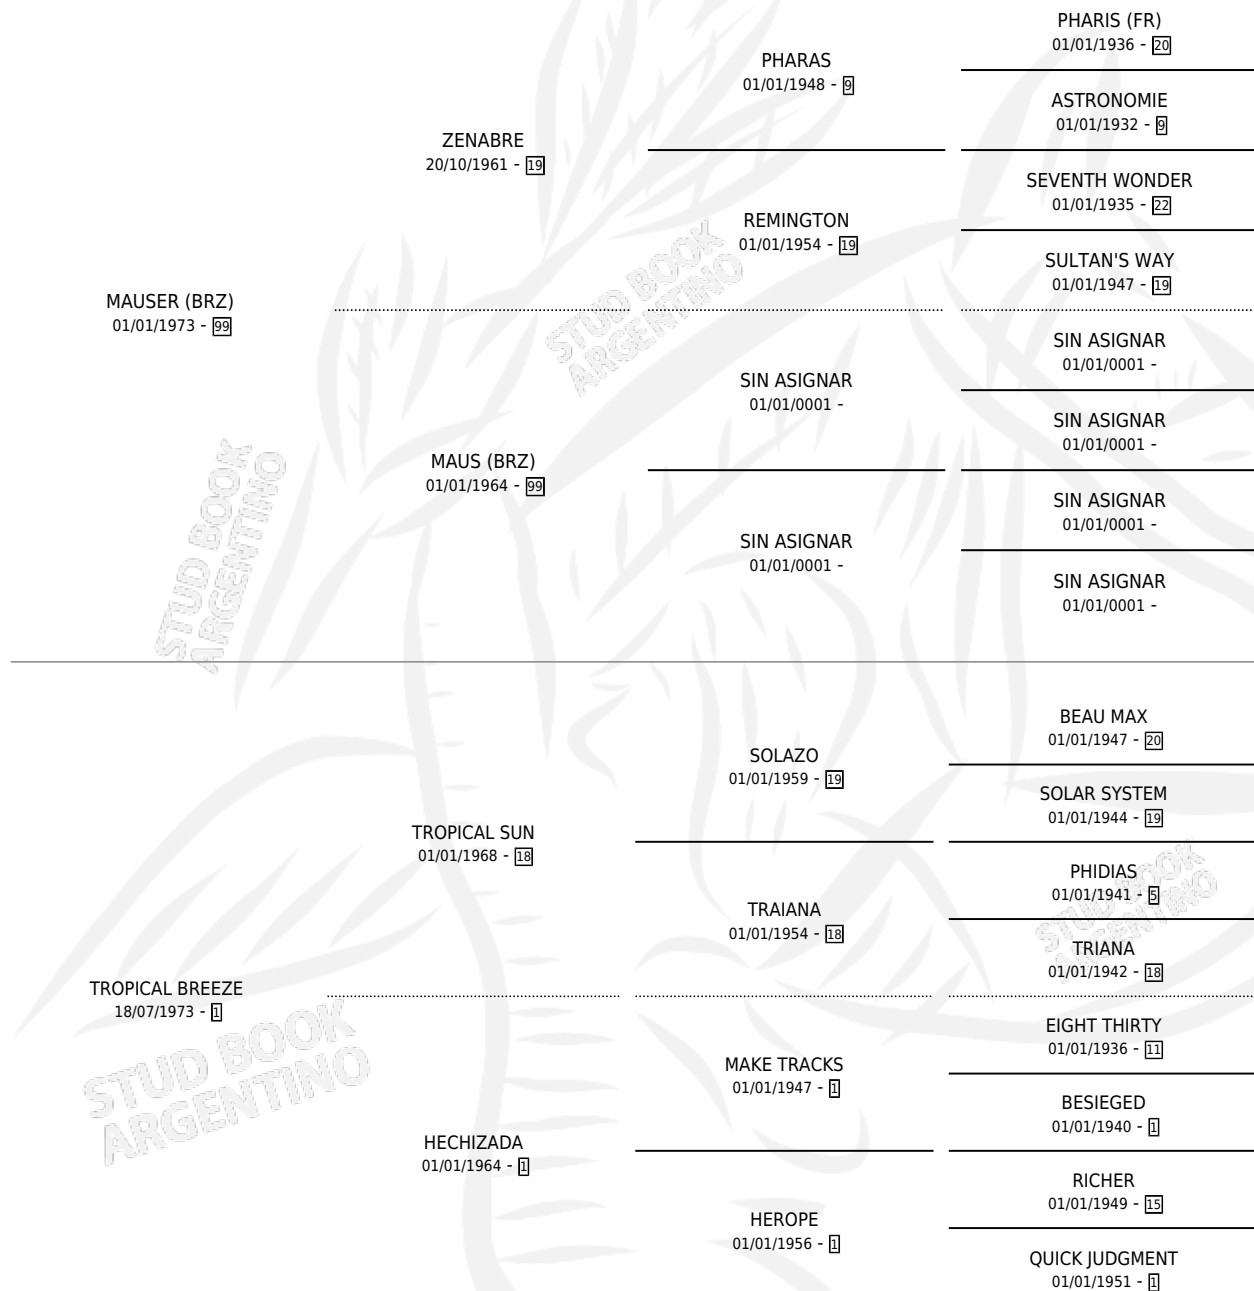 PHARIS (FR)
01/01/1936 - 20
PHARAS
01/01/1948 - 9
ASTRONOMIE
01/01/1932 - 9
ZENABRE
20/10/1961 - 19
SEVENTH WONDER
01/01/1935 - 22
REMINGTON
01/01/1954 - 19
SULTAN'S WAY
01/01/1947 - 19
MAUSER (BRZ)
01/01/1973 - 99
SIN ASIGNAR
01/01/0001 -
SIN ASIGNAR
01/01/0001 -
SIN ASIGNAR
01/01/0001 -
MAUS (BRZ)
01/01/1964 - 99
SIN ASIGNAR
01/01/0001 -
SIN ASIGNAR
01/01/0001 -
SIN ASIGNAR
01/01/0001 -
BEAU MAX
01/01/1947 - 20
SOLAZO
01/01/1959 - 19
SOLAR SYSTEM
01/01/1944 - 19
TROPICAL SUN
01/01/1968 - 18
PHIDIAS
01/01/1941 - 5
TRAIANA
01/01/1954 - 18
TRIANA
01/01/1942 - 18
TROPICAL BREEZE
18/07/1973 - 1
EIGHT THIRTY
01/01/1936 - 11
MAKE TRACKS
01/01/1947 - 1
BESIEGED
01/01/1940 - 1
HECHIZADA
01/01/1964 - 1
RICHER
01/01/1949 - 15
HEROPE
01/01/1956 - 1
QUICK JUDGMENT
01/01/1951 - 1
STUD BOOK
ARGENTINO
STUD BOOK
ARGENTINO
STUD BOOK
ARGENTINO
STUD BOOK
ARGENTINO